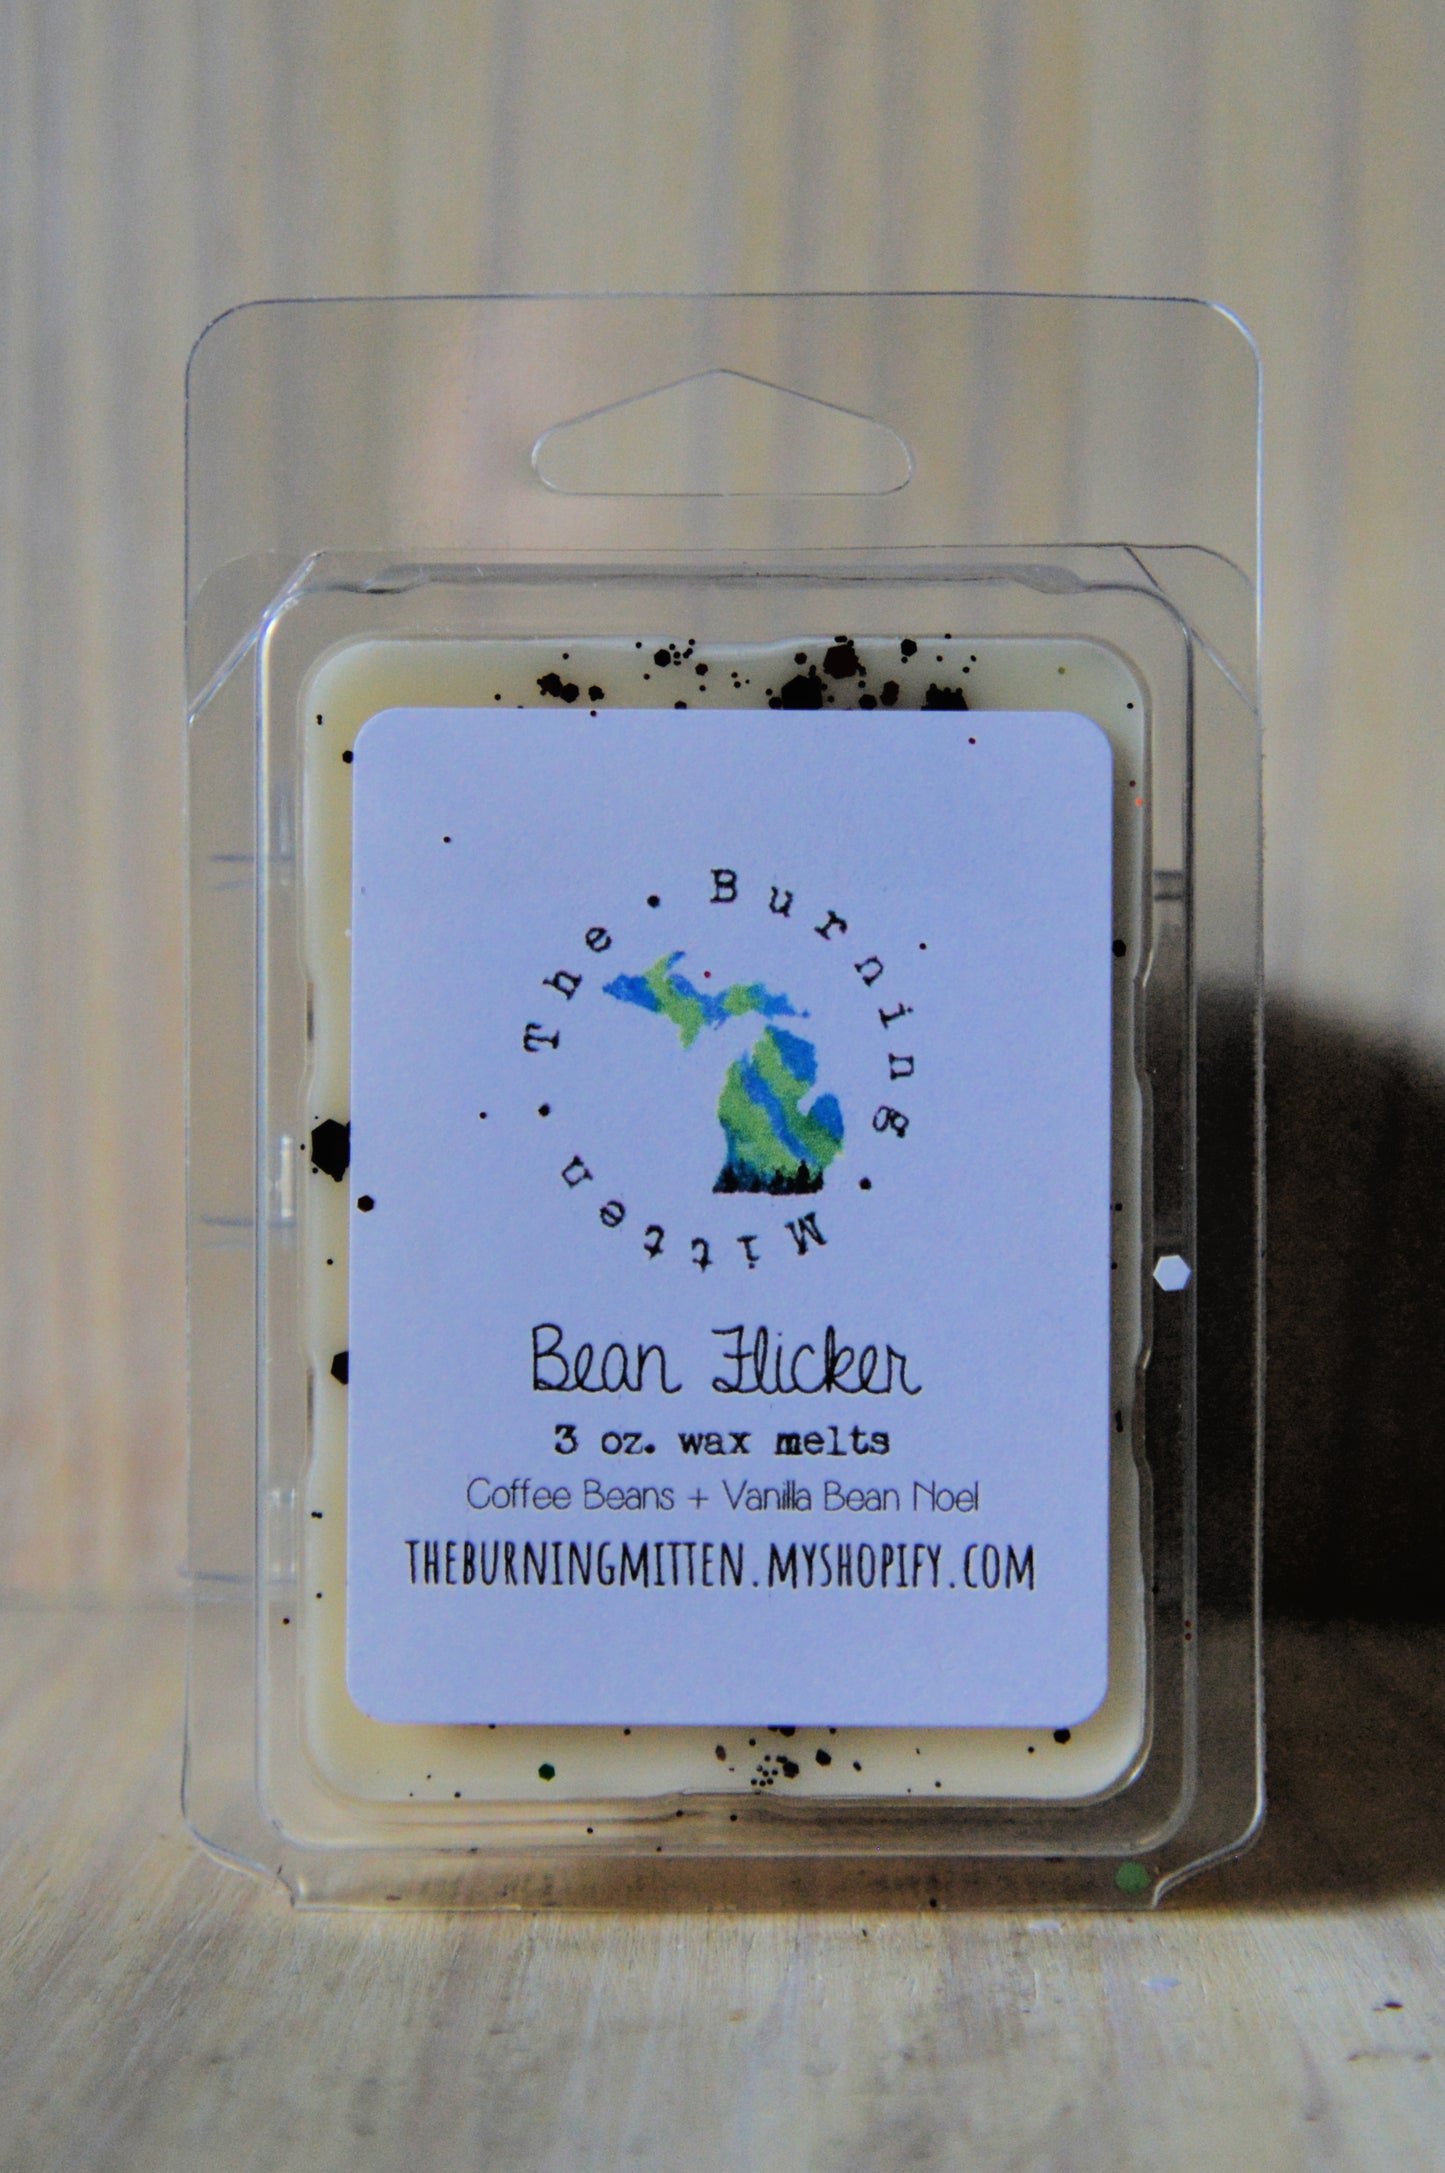 The • Burning • Mitten •
Bean Flicker
3 oz. wax melts
Coffee Beans + Vanilla Bean Noel
THEBURNINGMITTEN.MYSHOPIFY.COM